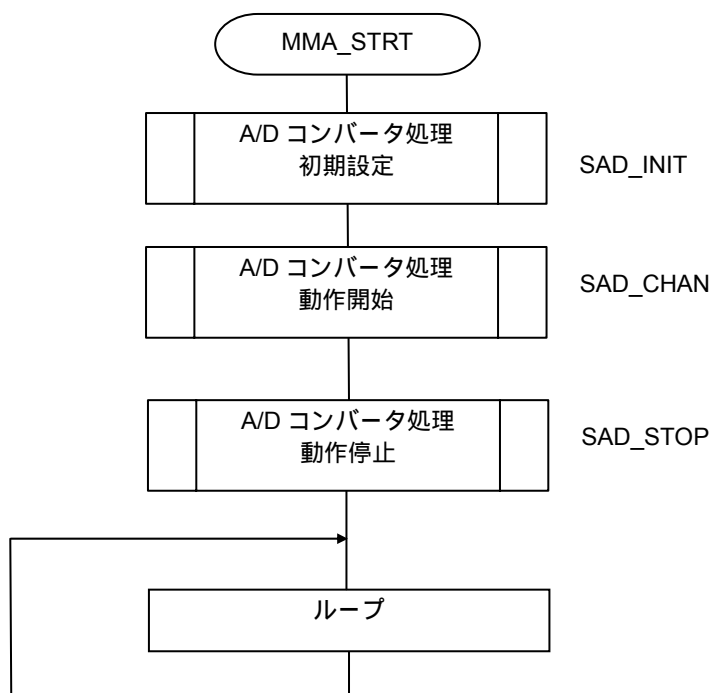 MMA_STRT
A/D コンバータ処理
初期設定
SAD_INIT
A/D コンバータ処理
動作開始
SAD_CHAN
A/D コンバータ処理
動作停止
SAD_STOP
ループ